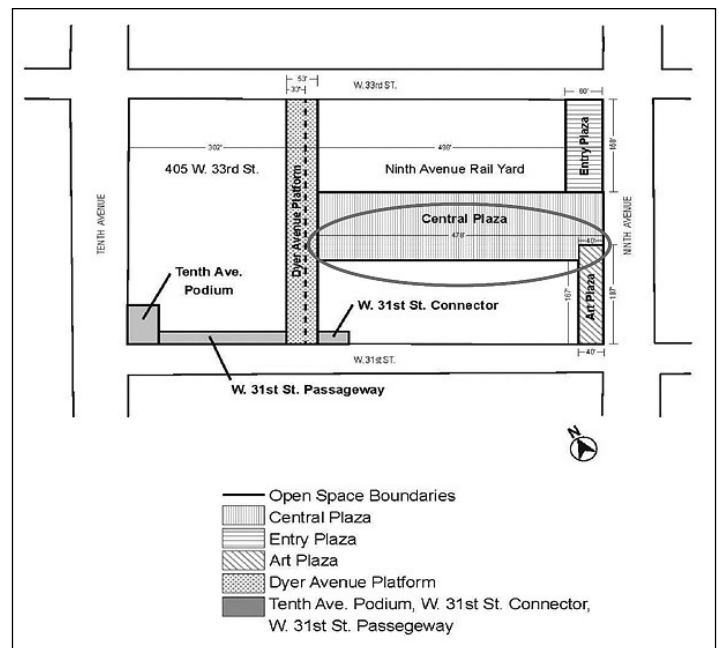 53'
33'
W. 33rd ST.
60'
Entry Plaza
302'
498'
405 W. 33rd St.
Ninth Avenue Rail Yard
Dyer Avenue Platform
TENTH AVENUE
Central Plaza
478'
40'
NINTH AVENUE
Tenth Ave.
Podium
W. 31st St. Connector
167'
Art Plaza
187'
40'
W. 31st ST.
W. 31st St. Passageway
N
Open Space Boundaries
Central Plaza
Entry Plaza
Art Plaza
Dyer Avenue Platform
Tenth Ave. Podium, W. 31st St. Connector,
W. 31st St. Passegeway